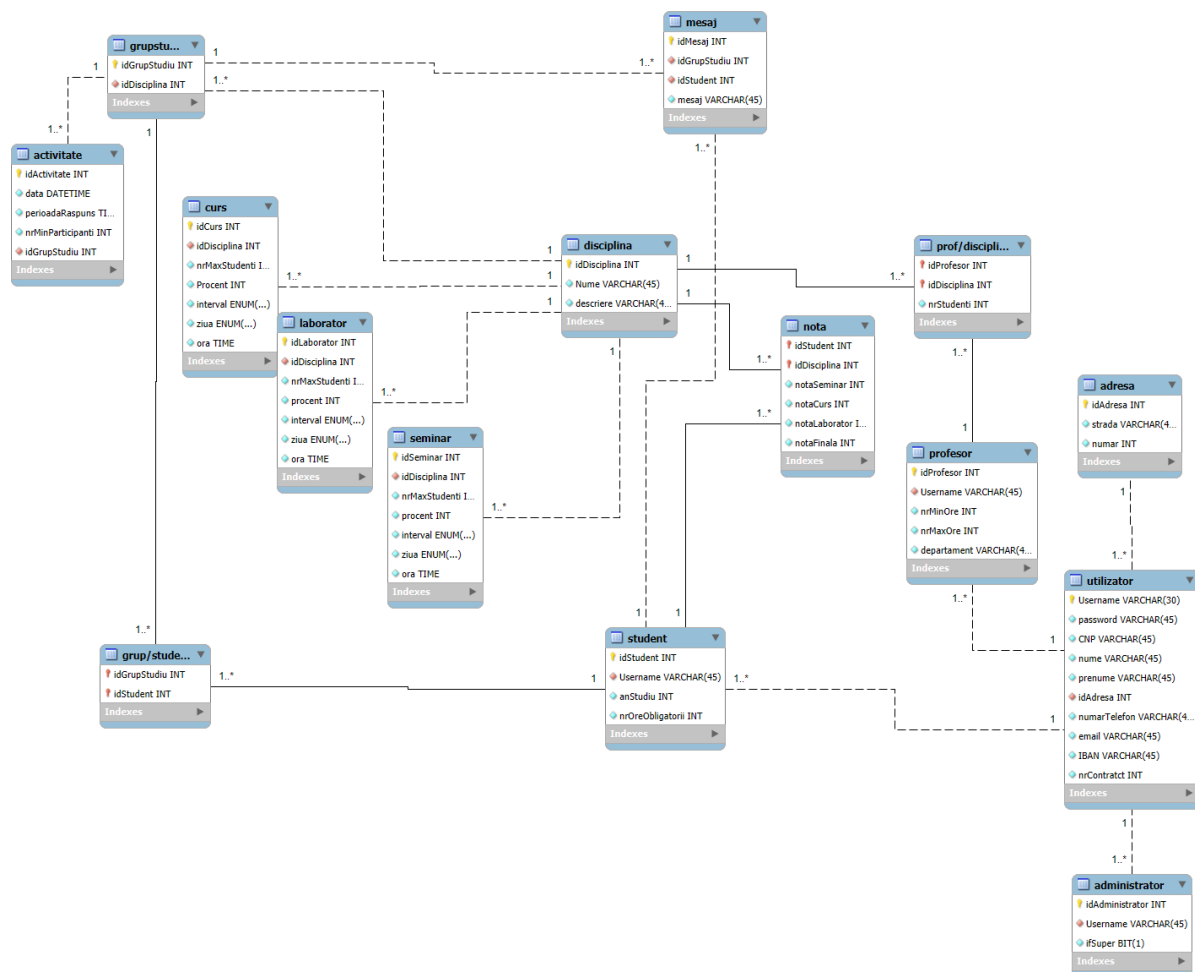 grupstu...
idGrupStudiu INT
idDisciplina INT
Indexes
mesaj
idMesaj INT
idGrupStudiu INT
idStudent INT
mesaj VARCHAR(45)
Indexes
activitate
idActivitate INT
data DATETIME
perioadaRaspuns TI...
nrMinParticipanti INT
idGrupStudiu INT
Indexes
curs
idCurs INT
idDisciplina INT
nrMaxStudenti I...
Procent INT
interval ENUM(...)
ziua ENUM(...)
ora TIME
Indexes
laborator
idLaborator INT
idDisciplina INT
nrMaxStudenti I...
procent INT
interval ENUM(...)
ziua ENUM(...)
ora TIME
Indexes
seminar
idSeminar INT
idDisciplina INT
nrMaxStudenti I...
procent INT
interval ENUM(...)
ziua ENUM(...)
ora TIME
Indexes
disciplina
idDisciplina INT
Nume VARCHAR(45)
descriere VARCHAR(4...
Indexes
prof/discipli...
idProfesor INT
idDisciplina INT
nrStudenti INT
Indexes
nota
idStudent INT
idDisciplina INT
notaSeminar INT
notaCurs INT
notaLaborator I...
notaFinala INT
Indexes
adresa
idAdresa INT
strada VARCHAR(4...
numar INT
Indexes
profesor
idProfesor INT
Username VARCHAR(45)
nrMinOre INT
nrMaxOre INT
departament VARCHAR(4...
Indexes
utilizator
Username VARCHAR(30)
password VARCHAR(45)
CNP VARCHAR(45)
nume VARCHAR(45)
prenume VARCHAR(45)
idAdresa INT
numarTelefon VARCHAR(4...
email VARCHAR(45)
IBAN VARCHAR(45)
nrContratct INT
Indexes
grup/stude...
idGrupStudiu INT
idStudent INT
Indexes
student
idStudent INT
Username VARCHAR(45)
anStudiu INT
nrOreObligatorii INT
Indexes
administrator
idAdministrator INT
Username VARCHAR(45)
ifSuper BIT(1)
Indexes
1
1..*
1
1..*
1
1..*
1
1..*
1
1..*
1
1..*
1
1..*
1
1..*
1
1..*
1
1..*
1
1..*
1
1..*
1
1..*
1
1..*
1
1..*
1
1..*